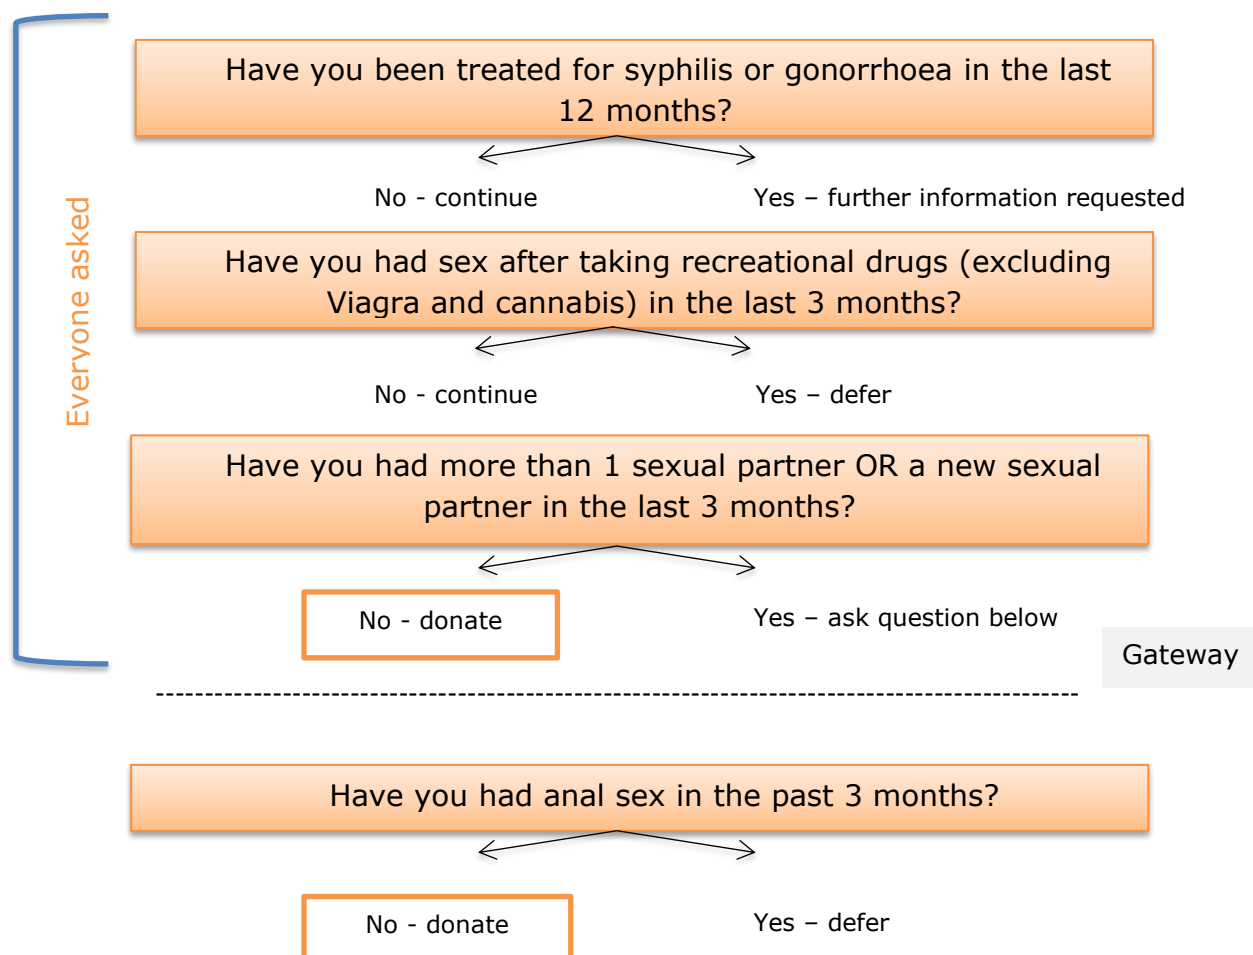 Have you been treated for syphilis or gonorrhoea in the last
12 months?
No - continue
Yes – further information requested
Everyone asked
Have you had sex after taking recreational drugs (excluding
Viagra and cannabis) in the last 3 months?
No - continue
Yes – defer
Have you had more than 1 sexual partner OR a new sexual
partner in the last 3 months?
No - donate
Yes – ask question below
Gateway
Have you had anal sex in the past 3 months?
No - donate
Yes – defer